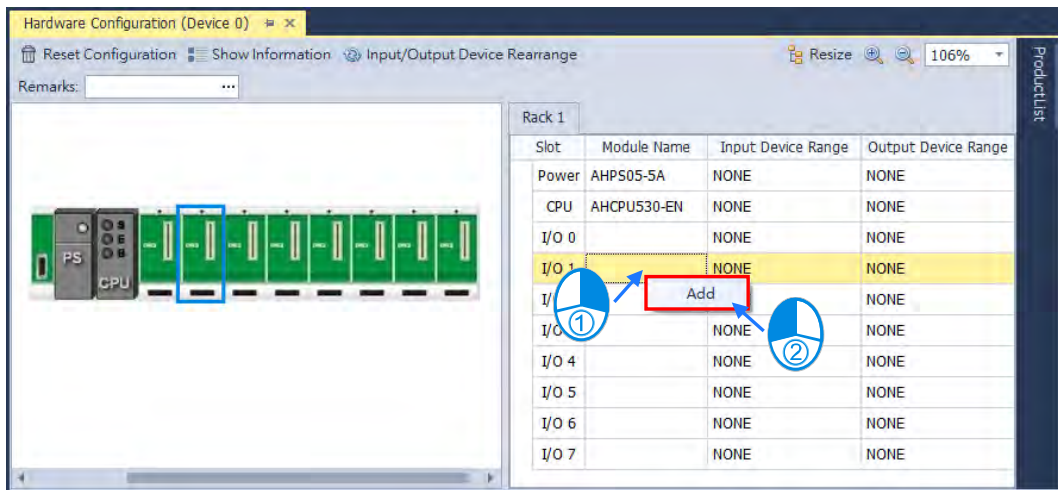 Hardware Configuration (Device 0)
Reset Configuration Show Information Input/Output Device Rearrange Resize 106%
Remarks: ...
ProductList
Rack 1
Slot Module Name Input Device Range Output Device Range
Power AHPS05-5A NONE NONE
CPU AHCPU530-EN NONE NONE
I/O 0 NONE NONE
I/O 1 NONE NONE
Add
I/ NONE
I/O NONE NONE
I/O 4 NONE NONE
I/O 5 NONE NONE
I/O 6 NONE NONE
I/O 7 NONE NONE
① ②
PS CPU